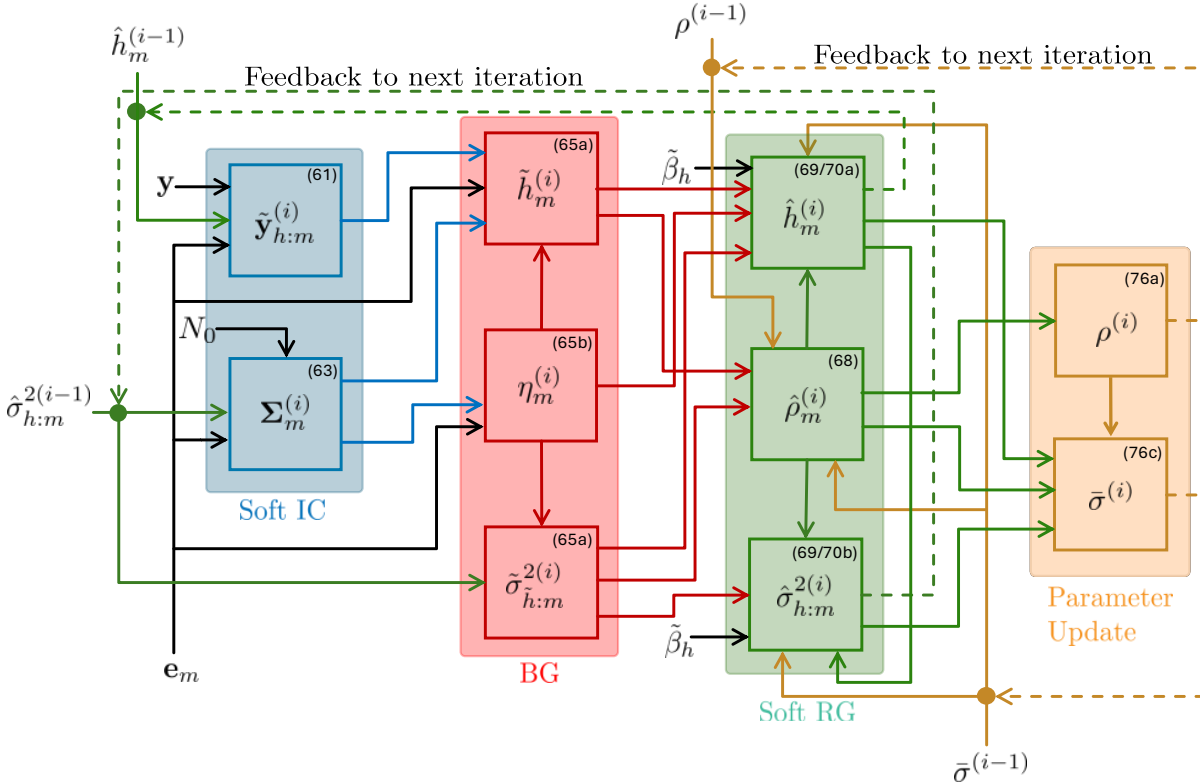 ĥ_m^{(i−1)}
ρ^{(i−1)}
Feedback to next iteration
Feedback to next iteration
y
(61)
ỹ_{h:m}^{(i)}
N_0
(63)
Σ_m^{(i)}
σ̂_{h:m}^{2(i−1)}
Soft IC
e_m
(65a)
h̃_m^{(i)}
(65b)
η_m^{(i)}
(65a)
σ̃_{h̃:m}^{2(i)}
BG
β̃_h
(69/70a)
ĥ_m^{(i)}
(68)
ρ̂_m^{(i)}
(69/70b)
σ̂_{h:m}^{2(i)}
β̃_h
Soft RG
(76a)
ρ^{(i)}
(76c)
σ̄^{(i)}
Parameter
Update
σ̄^{(i−1)}